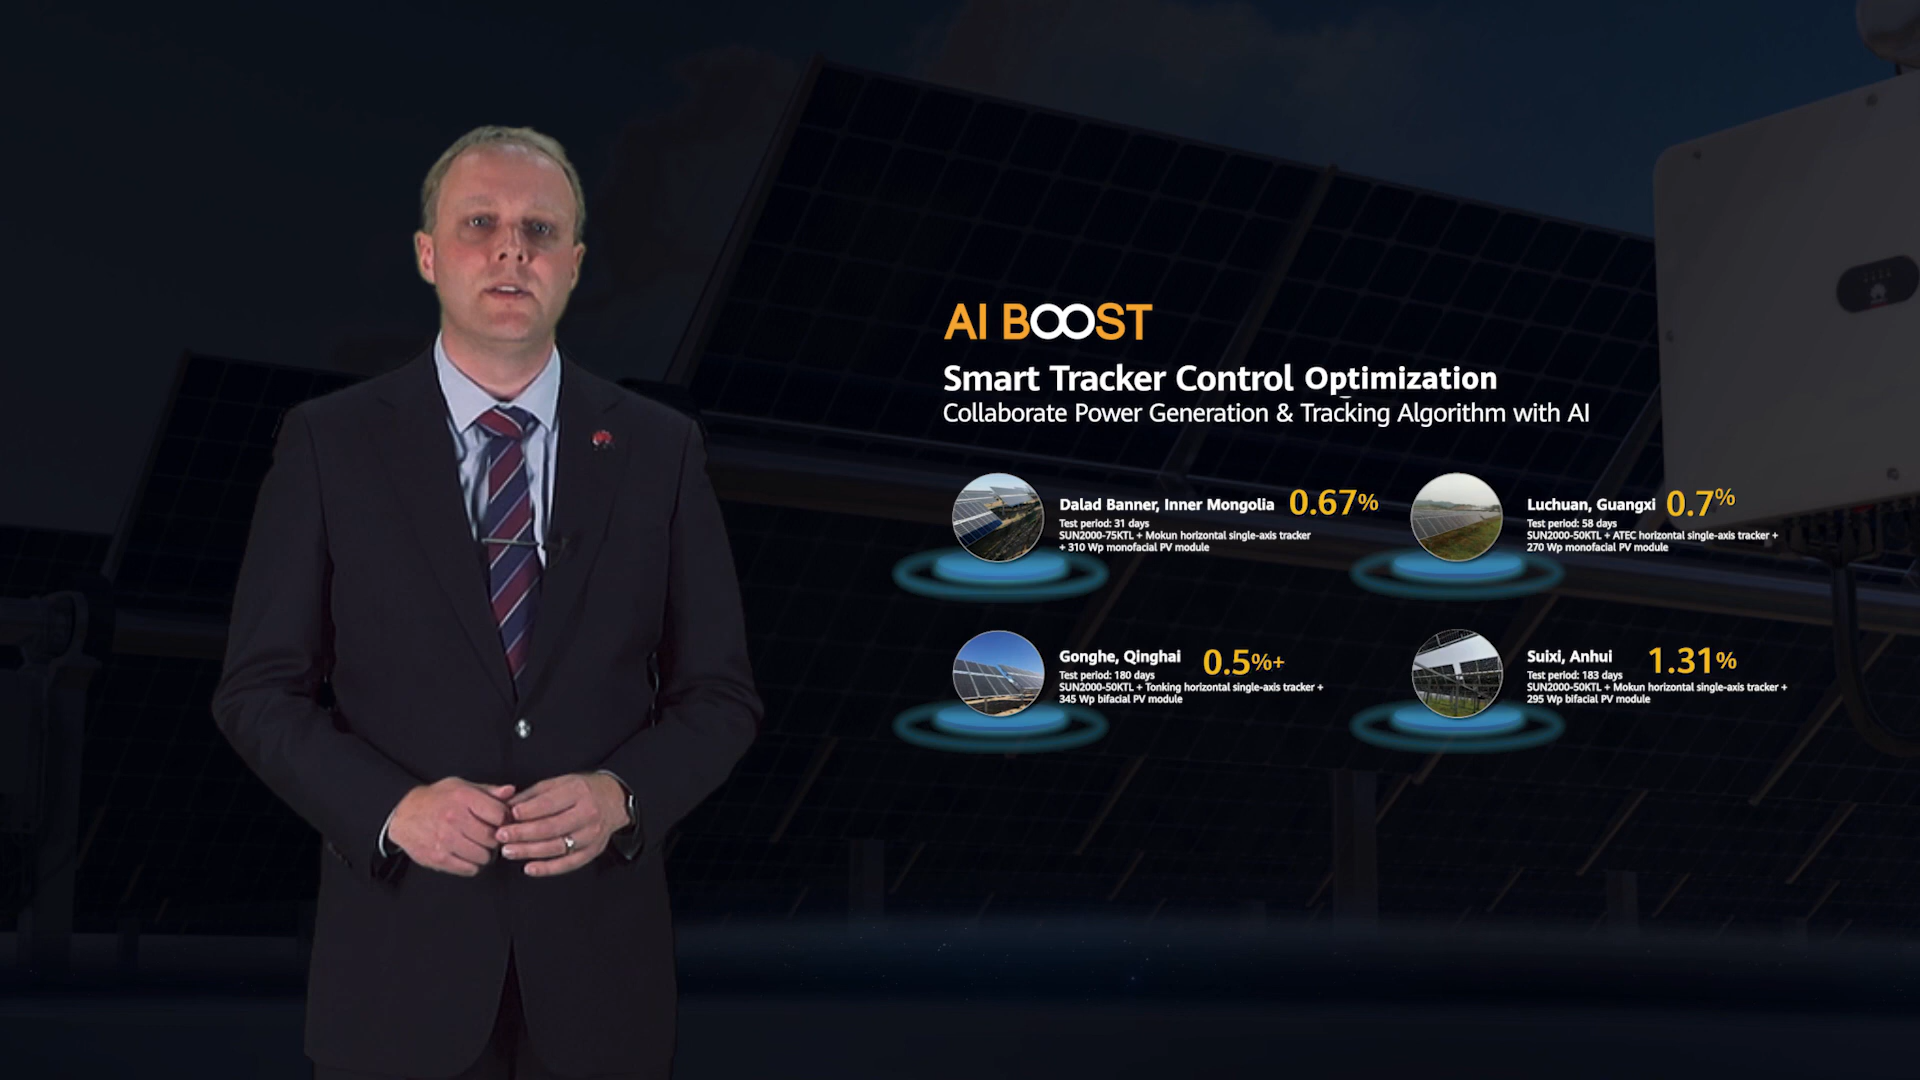 AI BOOST
Smart Tracker Control Optimization
Collaborate Power Generation & Tracking Algorithm with AI
Dalad Banner, Inner Mongolia 0.67%
Test period: 31 days
SUN2000-75KTL + Mokun horizontal single-axis tracker
+ 310 Wp monofacial PV module
Luchuan, Guangxi 0.7%
Test period: 58 days
SUN2000-50KTL + ATEC horizontal single-axis tracker +
270 Wp monofacial PV module
Gonghe, Qinghai 0.5%+
Test period: 180 days
SUN2000-50KTL + Tonking horizontal single-axis tracker +
345 Wp bifacial PV module
Suixi, Anhui 1.31%
Test period: 183 days
SUN2000-50KTL + Mokun horizontal single-axis tracker +
295 Wp bifacial PV module